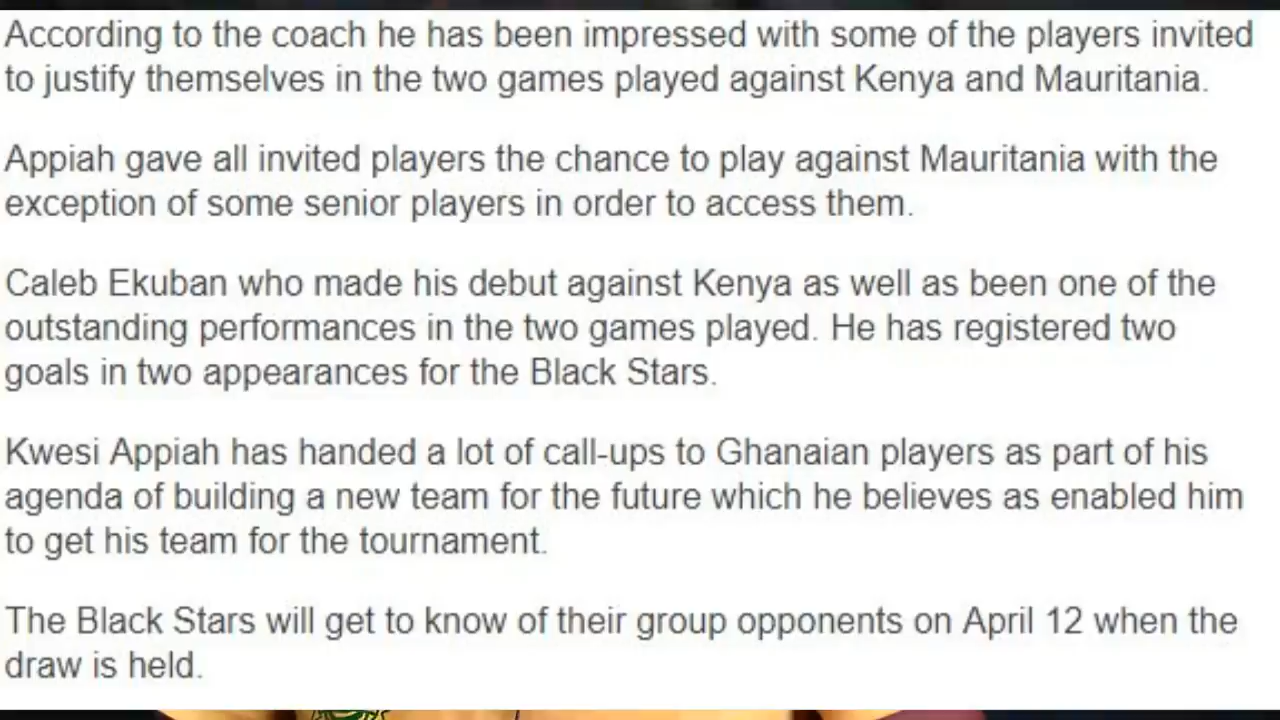 According to the coach he has been impressed with some of the players invited
to justify themselves in the two games played against Kenya and Mauritania.
Appiah gave all invited players the chance to play against Mauritania with the
exception of some senior players in order to access them.
Caleb Ekuban who made his debut against Kenya as well as been one of the
outstanding performances in the two games played. He has registered two
goals in two appearances for the Black Stars.
Kwesi Appiah has handed a lot of call-ups to Ghanaian players as part of his
agenda of building a new team for the future which he believes as enabled him
to get his team for the tournament.
The Black Stars will get to know of their group opponents on April 12 when the
draw is held.